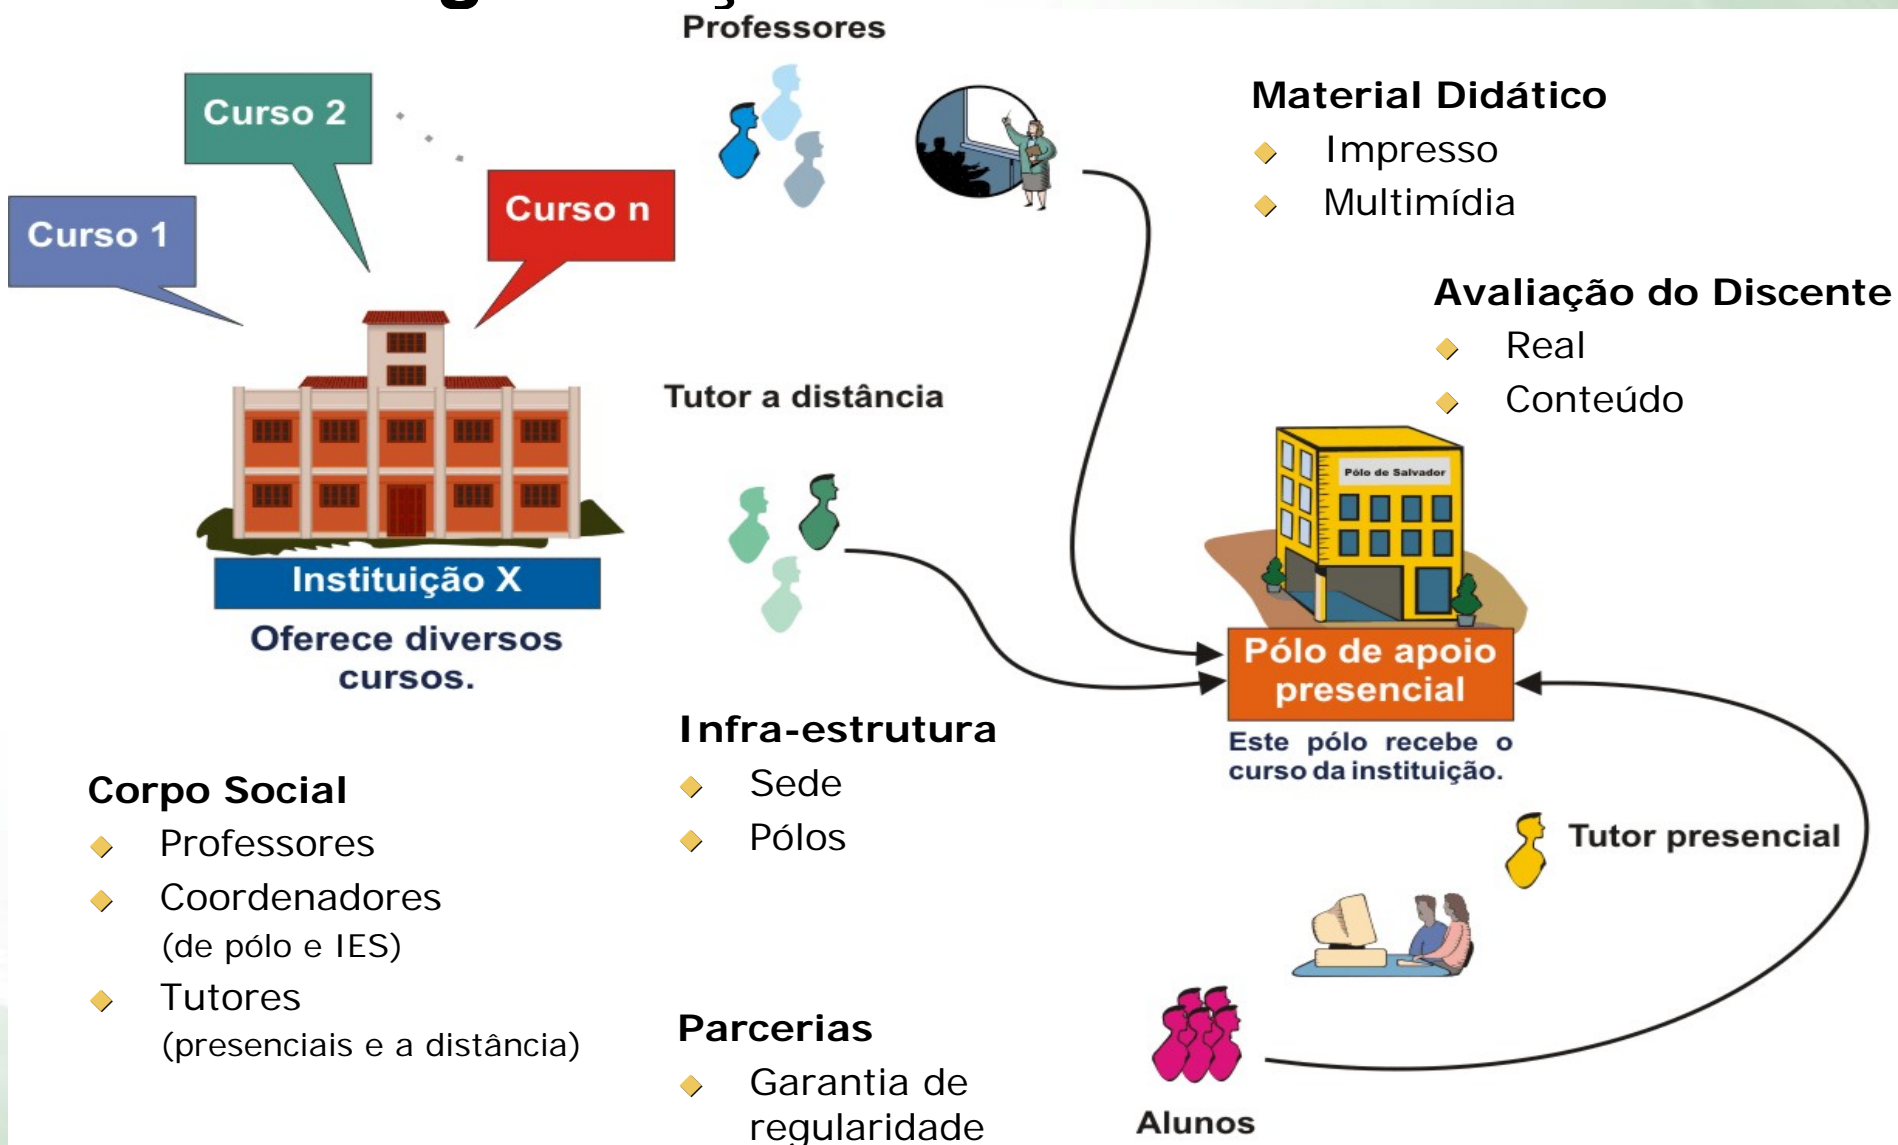 Professores
Curso 2
Curso n
Curso 1
Material Didático
Impresso
Multimídia
Avaliação do Discente
Real
Conteúdo
Tutor a distância
Pólo de Salvador
Instituição X
Oferece diversos
cursos.
Pólo de apoio
presencial
Este pólo recebe o
curso da instituição.
Infra-estrutura
Sede
Pólos
Corpo Social
Professores
Coordenadores
(de pólo e IES)
Tutores
(presenciais e a distância)
Tutor presencial
Parcerias
Garantia de
regularidade
Alunos